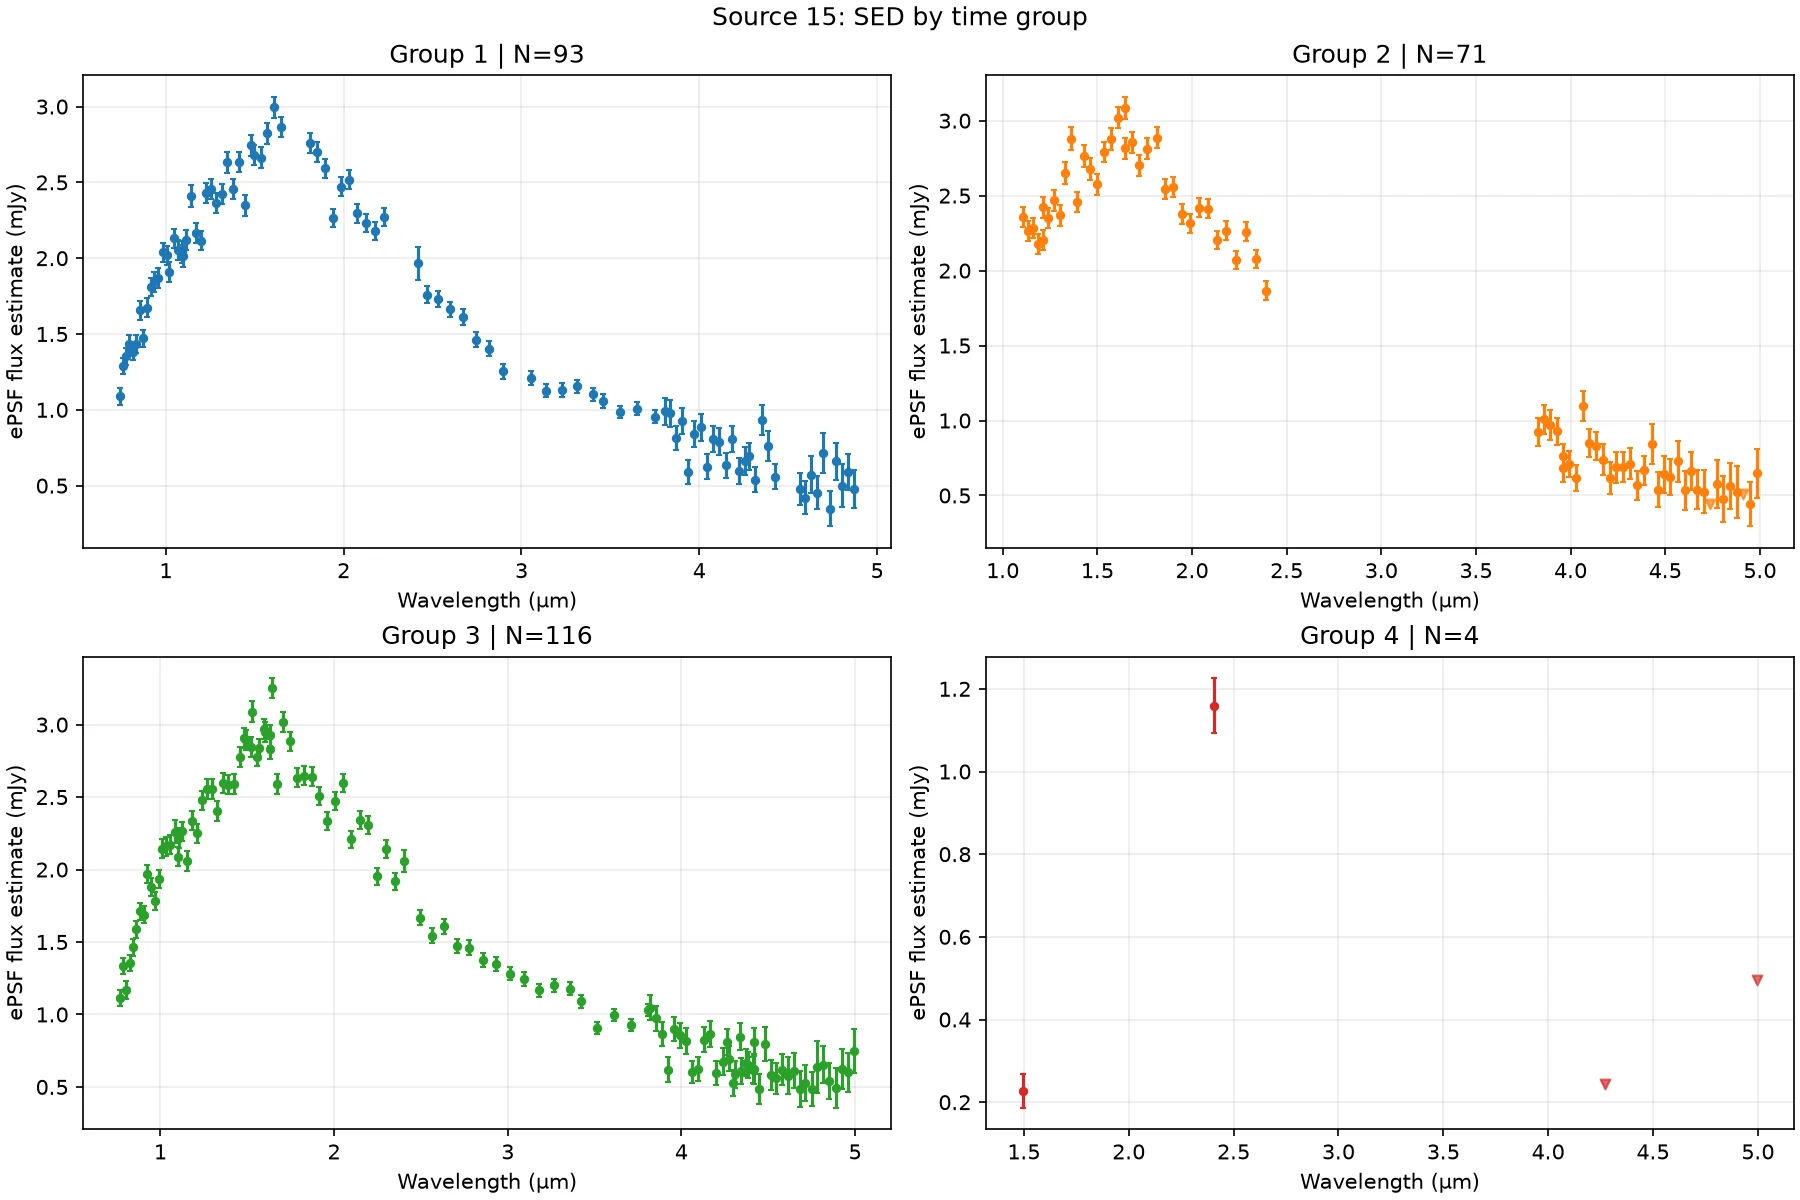 Source 15: SED by time group
Group 1 | N=93
ePSF flux estimate (mJy)
3.0
2.5
2.0
1.5
1.0
0.5
1 2 3 4 5
Wavelength (μm)
Group 2 | N=71
ePSF flux estimate (mJy)
3.0
2.5
2.0
1.5
1.0
0.5
1.0 1.5 2.0 2.5 3.0 3.5 4.0 4.5 5.0
Wavelength (μm)
Group 3 | N=116
ePSF flux estimate (mJy)
3.0
2.5
2.0
1.5
1.0
0.5
1 2 3 4 5
Wavelength (μm)
Group 4 | N=4
ePSF flux estimate (mJy)
1.2
1.0
0.8
0.6
0.4
0.2
1.5 2.0 2.5 3.0 3.5 4.0 4.5 5.0
Wavelength (μm)